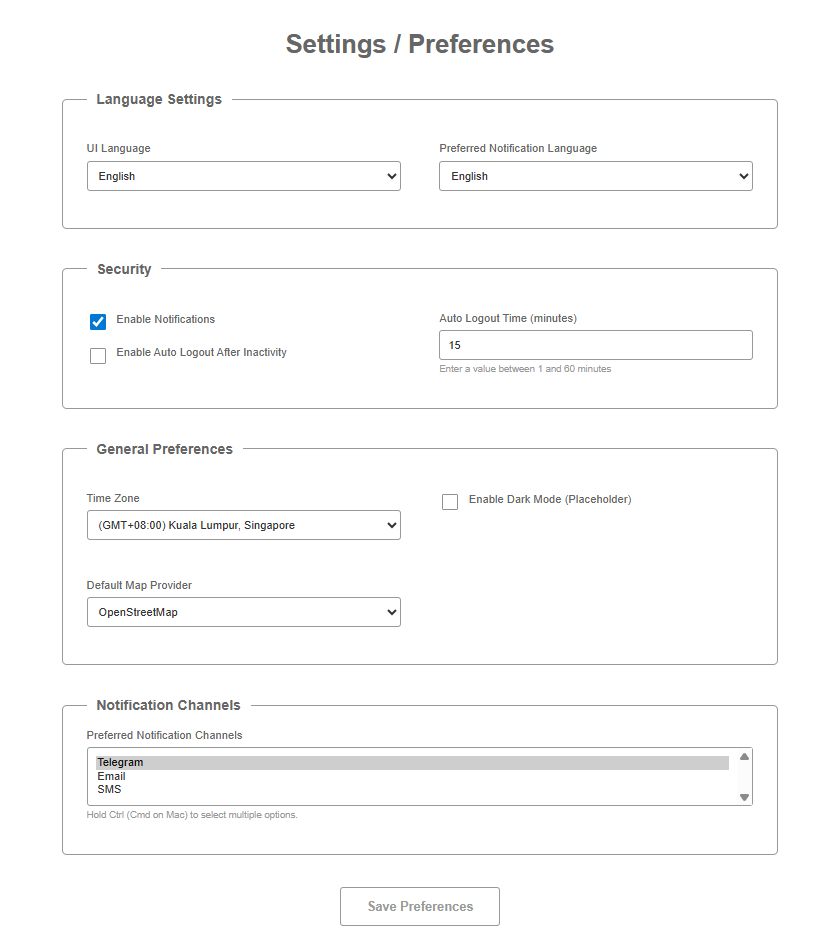 Settings / Preferences
Language Settings
UI Language
English
Preferred Notification Language
English
Security
Enable Notifications
Enable Auto Logout After Inactivity
Auto Logout Time (minutes)
15
Enter a value between 1 and 60 minutes
General Preferences
Time Zone
(GMT+08:00) Kuala Lumpur, Singapore
Enable Dark Mode (Placeholder)
Default Map Provider
OpenStreetMap
Notification Channels
Preferred Notification Channels
Telegram
Email
SMS
Hold Ctrl (Cmd on Mac) to select multiple options.
Save Preferences